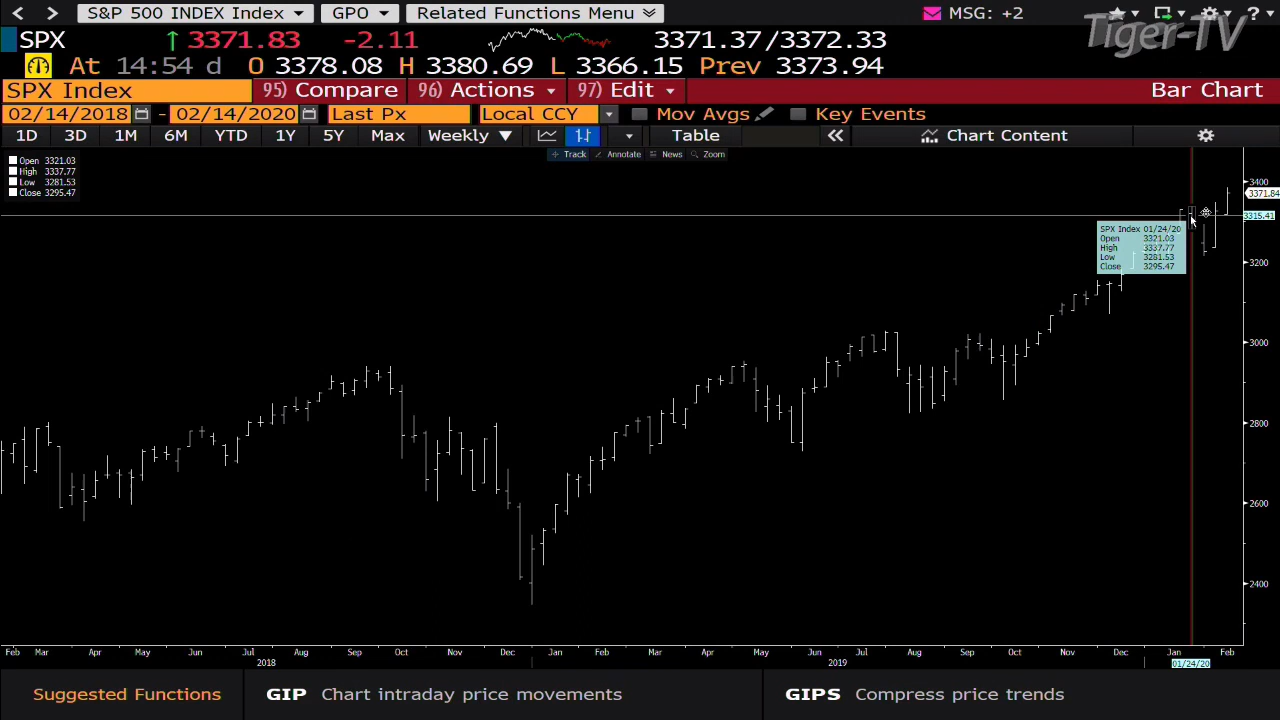 < > S&P 500 INDEX Index GPO Related Functions Menu MSG: +2
Tiger-TV
SPX ↑ 3371.83 -2.11 3371.37/3372.33
At 14:54 d O 3378.08 H 3380.69 L 3366.15 Prev 3373.94
SPX Index 95) Compare 96) Actions 97) Edit Bar Chart
02/14/2018 - 02/14/2020 Last Px Local CCY Mov Avgs Key Events
1D 3D 1M 6M YTD 1Y 5Y Max Weekly ▼ Table « Chart Content
Track Annotate News Zoom
Open 3321.03
High 3337.77
Low 3281.53
Close 3295.47
3400
3371.84
3315.41
SPX Index 01/24/20
Open 3321.03
High 3337.77
Low 3281.53
Close 3295.47
3200
3000
2800
2600
2400
Feb Mar Apr May Jun Jul Aug Sep Oct Nov Dec Jan Feb Mar Apr May Jun Jul Aug Sep Oct Nov Dec Jan Feb
2018 2019 01/24/20
Suggested Functions GIP Chart intraday price movements GIPS Compress price trends